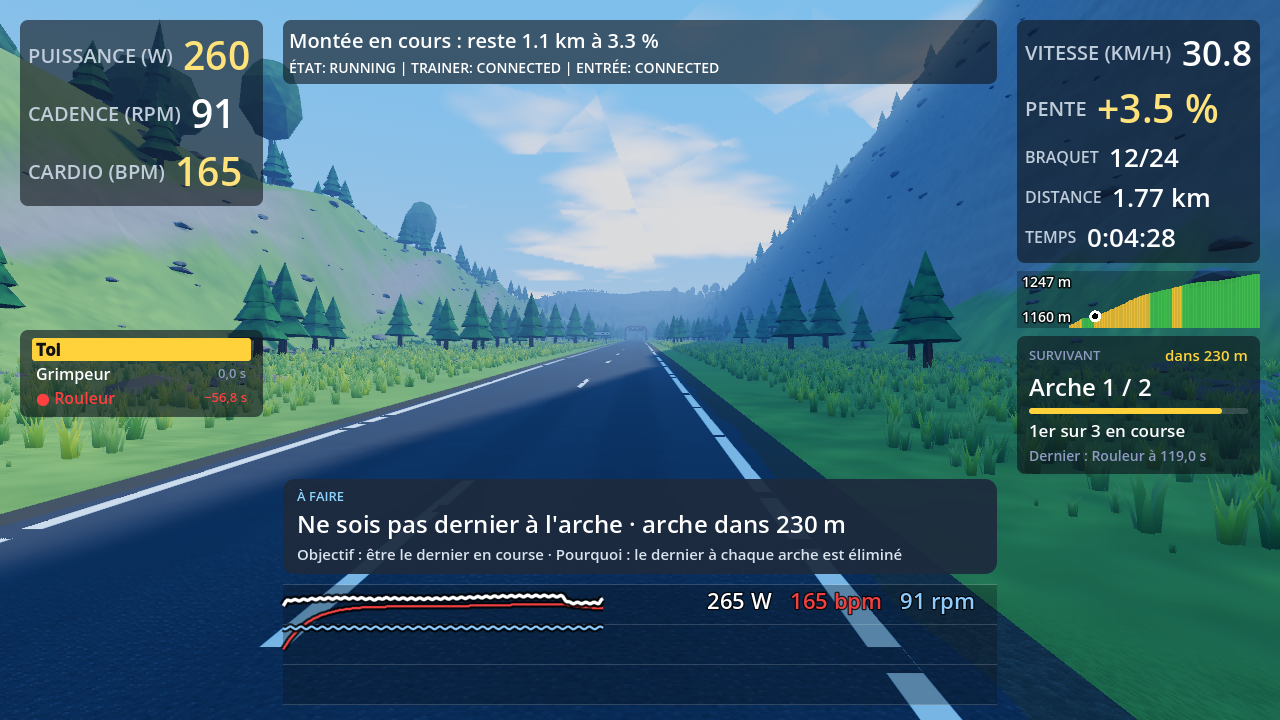 PUISSANCE (W) 260
CADENCE (RPM) 91
CARDIO (BPM) 165
Montée en cours : reste 1.1 km à 3.3 %
ÉTAT: RUNNING | TRAINER: CONNECTED | ENTRÉE: CONNECTED
VITESSE (KM/H) 30.8
PENTE +3.5 %
BRAQUET 12/24
DISTANCE 1.77 km
TEMPS 0:04:28
1247 m
1160 m
Toi
Grimpeur 0,0 s
Rouleur −56,8 s
SURVIVANT dans 230 m
Arche 1 / 2
1er sur 3 en course
Dernier : Rouleur à 119,0 s
À FAIRE
Ne sois pas dernier à l'arche · arche dans 230 m
Objectif : être le dernier en course · Pourquoi : le dernier à chaque arche est éliminé
265 W 165 bpm 91 rpm